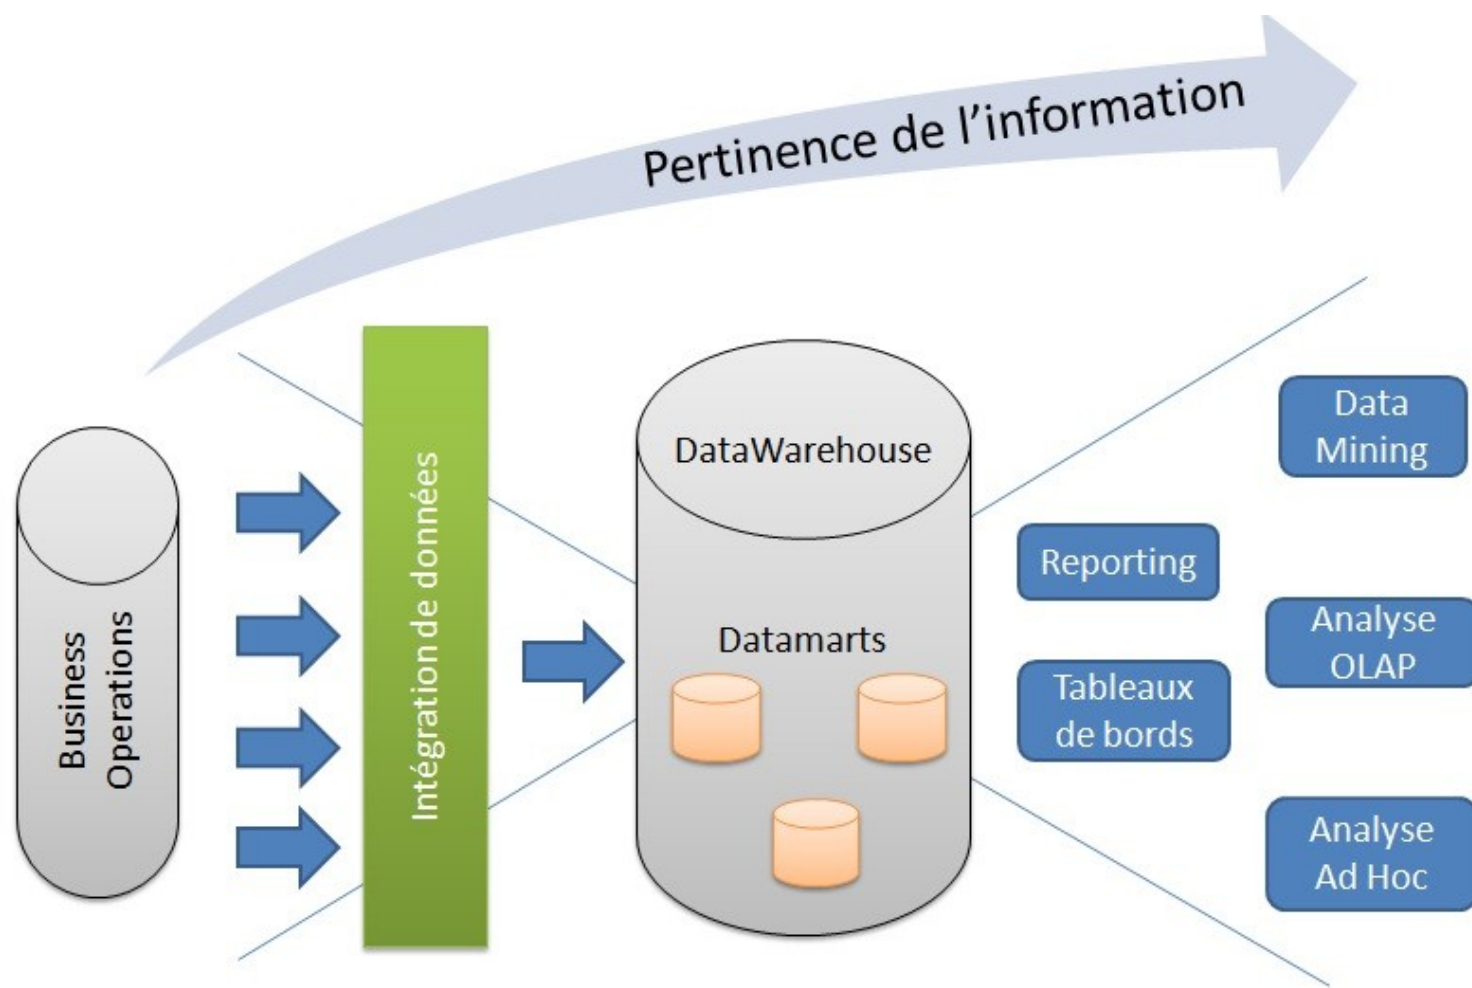 Pertinence de l'information
Business
Operations
Intégration de données
DataWarehouse
Datamarts
Reporting
Tableaux
de bords
Data
Mining
Analyse
OLAP
Analyse
Ad Hoc